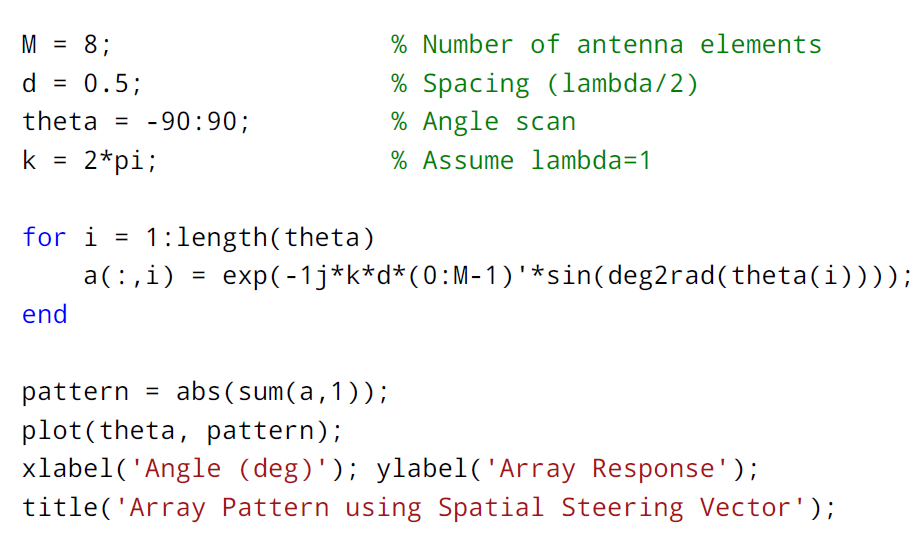 M = 8;                  % Number of antenna elements
d = 0.5;                % Spacing (lambda/2)
theta = -90:90;         % Angle scan
k = 2*pi;               % Assume lambda=1
for i = 1:length(theta)
    a(:,i) = exp(-1j*k*d*(0:M-1)'*sin(deg2rad(theta(i))));
end
pattern = abs(sum(a,1));
plot(theta, pattern);
xlabel('Angle (deg)'); ylabel('Array Response');
title('Array Pattern using Spatial Steering Vector');